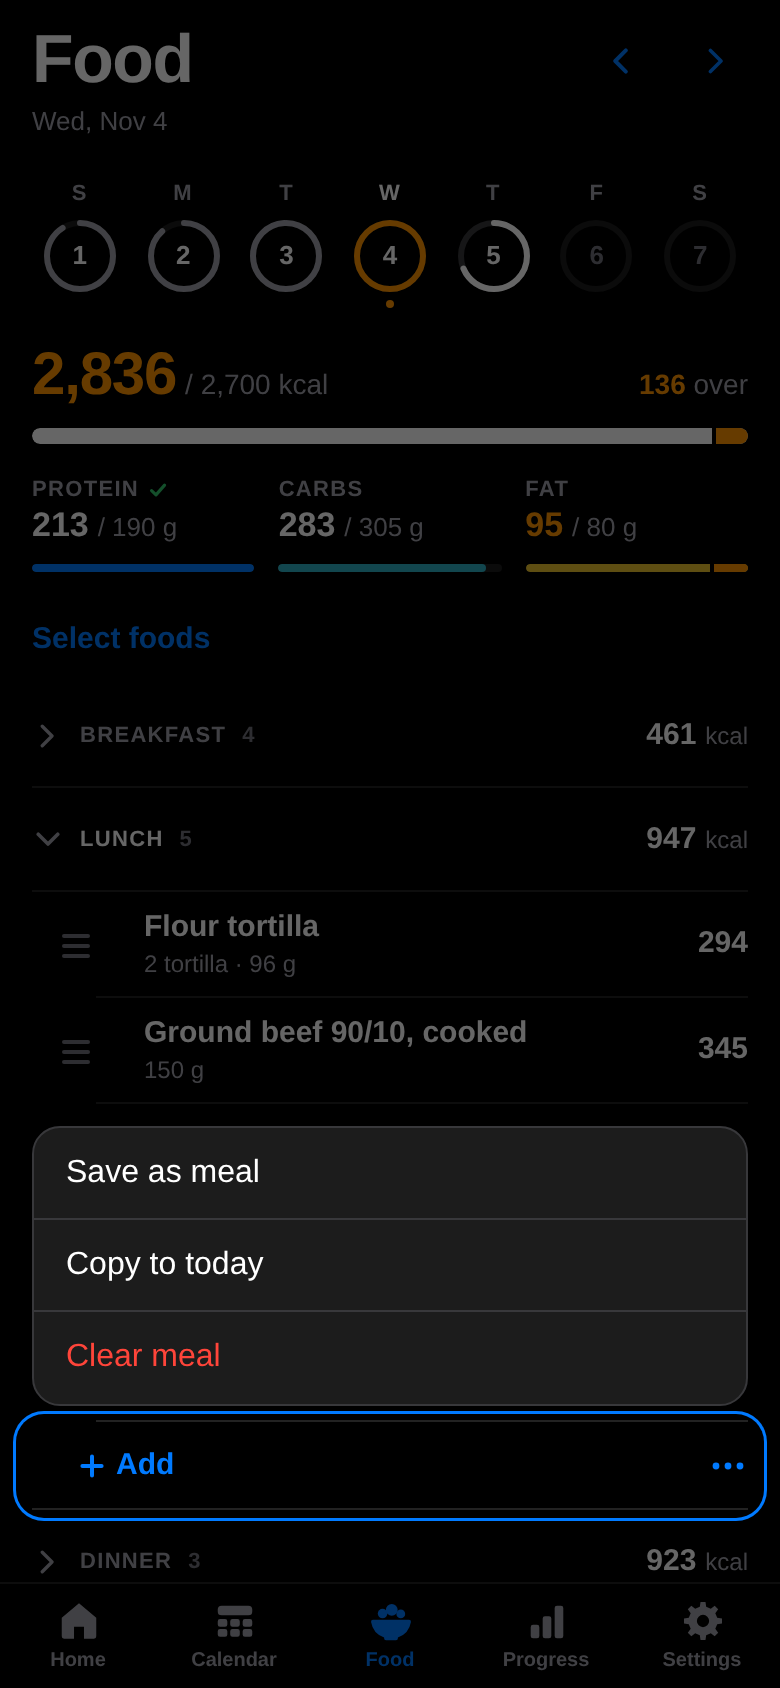 Food
Wed, Nov 4
S M T W T F S
1 2 3 4 5 6 7
2,836 / 2,700 kcal 136 over
PROTEIN CARBS FAT
213 / 190 g 283 / 305 g 95 / 80 g
Select foods
BREAKFAST 4 461 kcal
LUNCH 5 947 kcal
Flour tortilla 294
2 tortilla · 96 g
Ground beef 90/10, cooked 345
150 g
Save as meal
Copy to today
Clear meal
+ Add
DINNER 3 923 kcal
Home Calendar Food Progress Settings